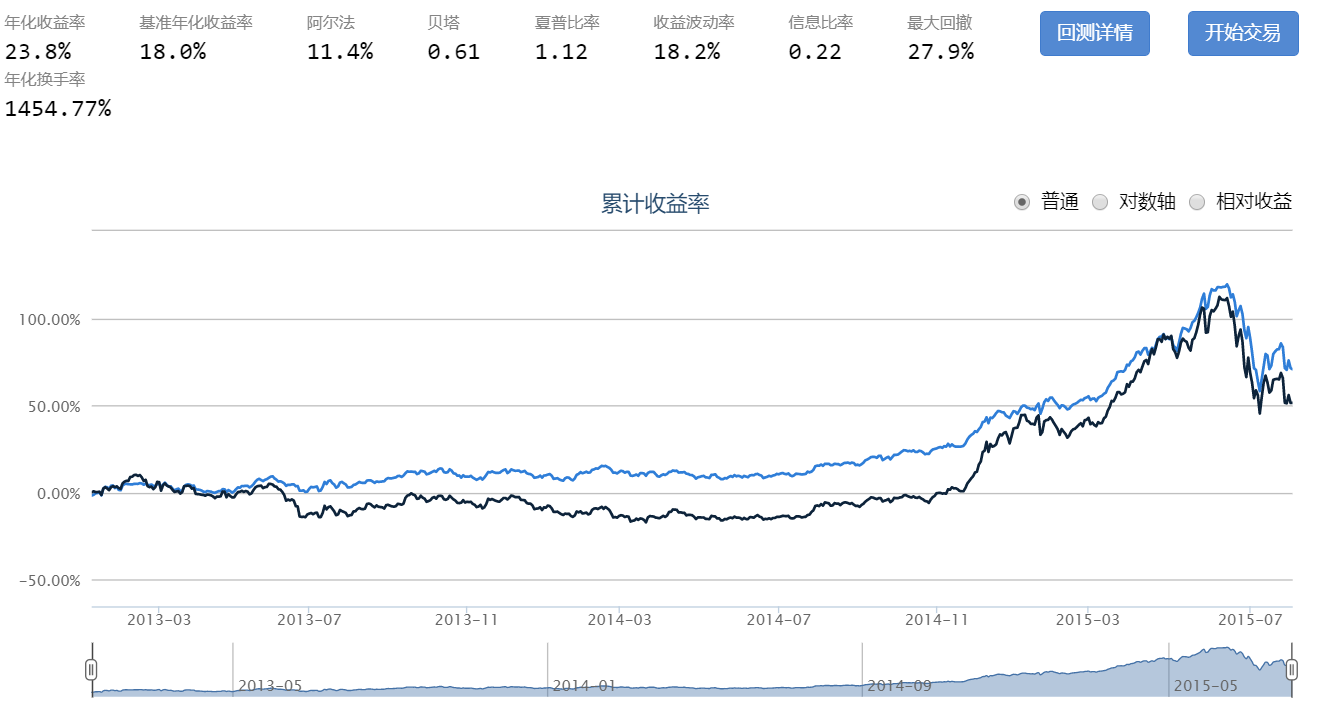 年化收益率 基准年化收益率 阿尔法 贝塔 夏普比率 收益波动率 信息比率 最大回撤 回测详情 开始交易
23.8% 18.0% 11.4% 0.61 1.12 18.2% 0.22 27.9%
年化换手率
1454.77%
累计收益率 普通 对数轴 相对收益
100.00%
50.00%
0.00%
-50.00%
2013-03 2013-07 2013-11 2014-03 2014-07 2014-11 2015-03 2015-07
2013-05 2014-01 2014-09 2015-05